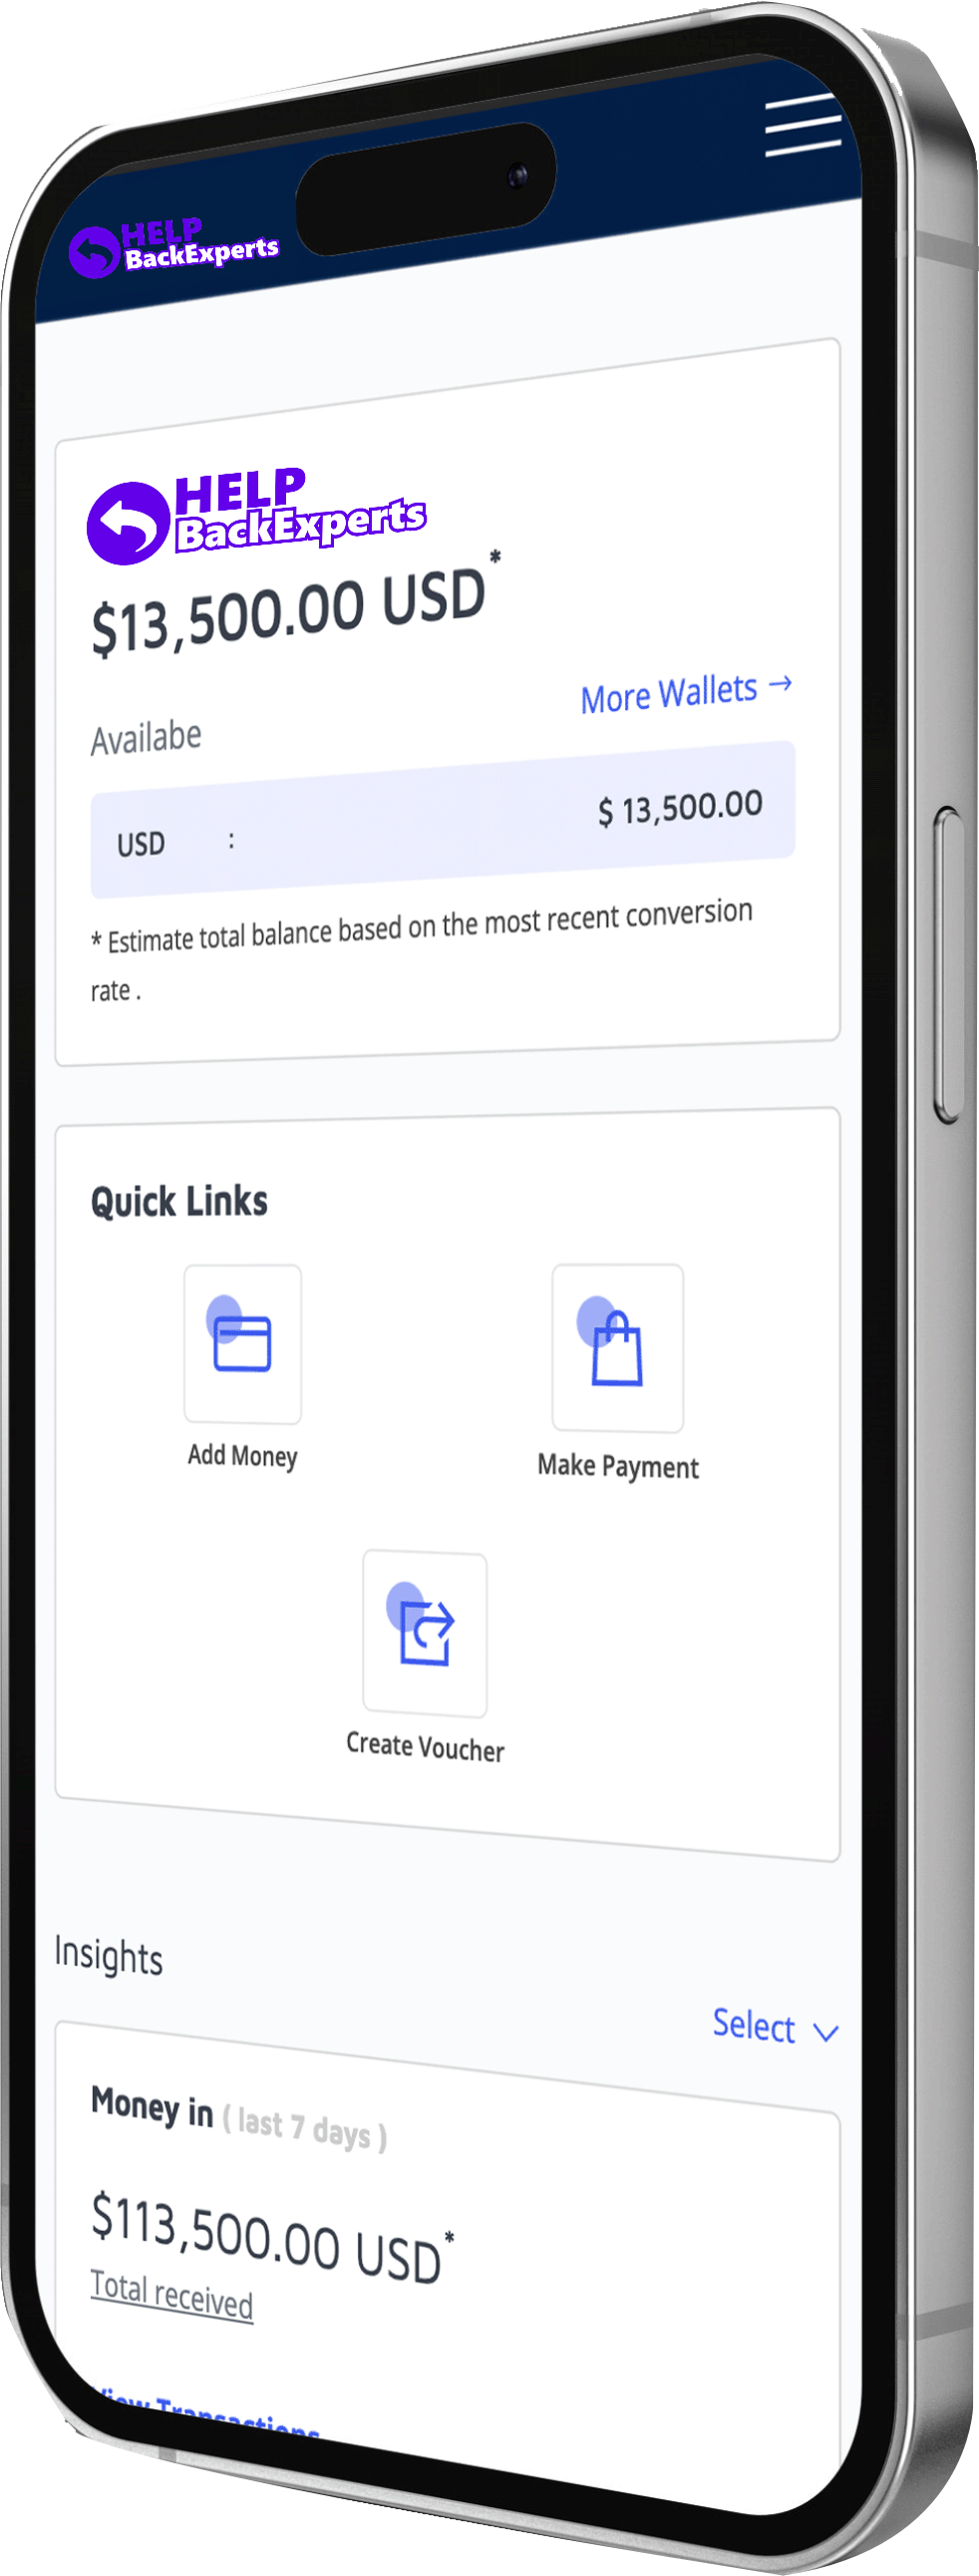 HELP
BackExperts
HELP
BackExperts
$13,500.00 USD*
More Wallets →
Availabe
USD : $ 13,500.00
* Estimate total balance based on the most recent conversion
rate .
Quick Links
Add Money
Make Payment
Create Voucher
Insights
Select
Money in ( last 7 days )
$113,500.00 USD*
Total received
View Transactions